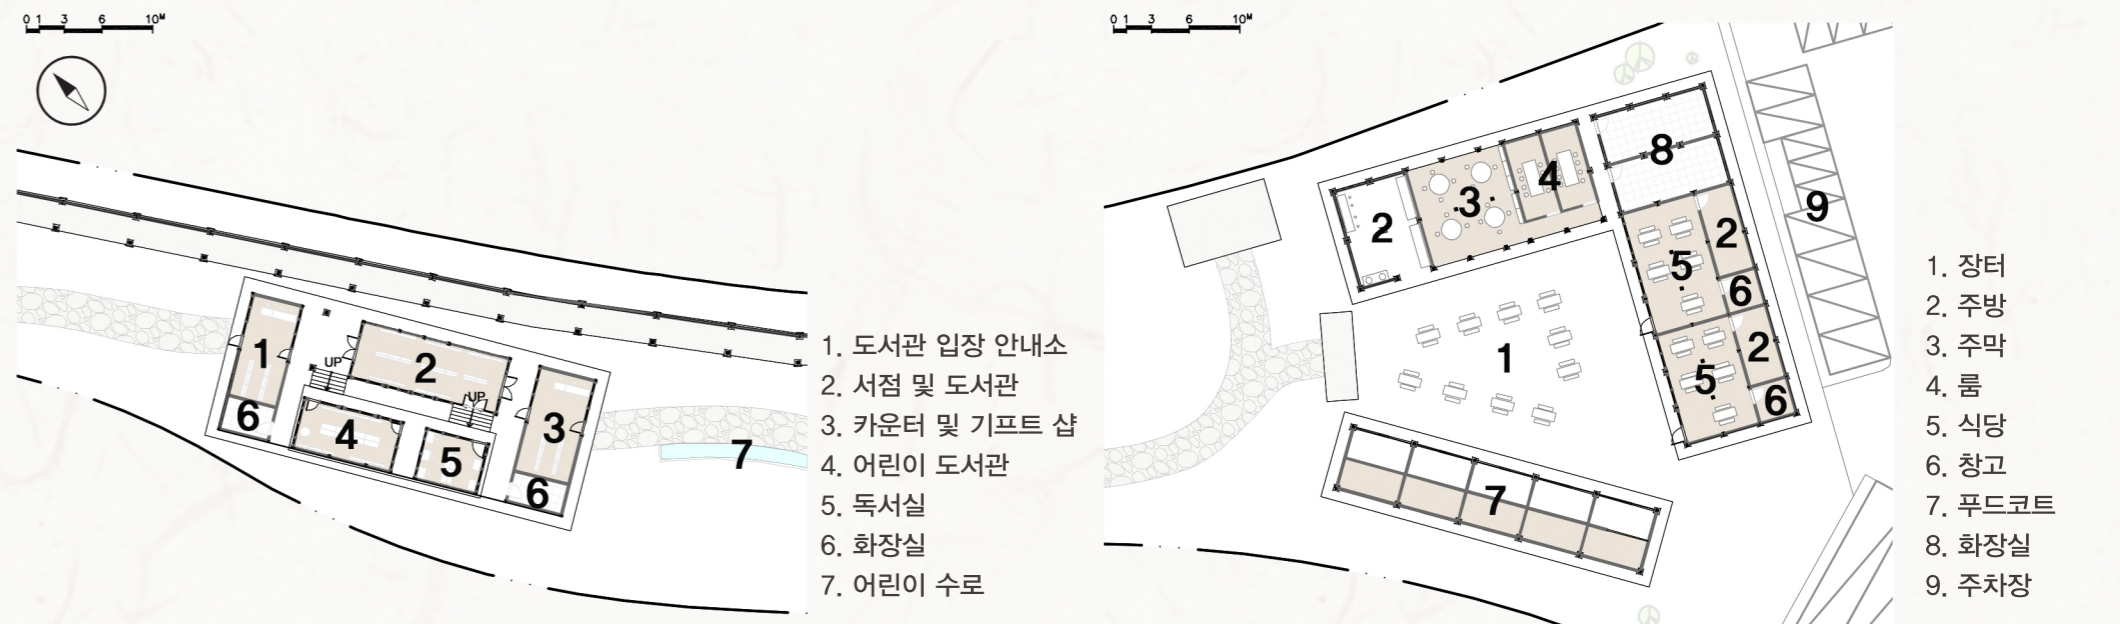 0 1 3 6 10M
1
UP
2
UP
3
6
4
5
6
7
1. 도서관 입장 안내소
2. 서점 및 도서관
3. 카운터 및 기프트 샵
4. 어린이 도서관
5. 독서실
6. 화장실
7. 어린이 수로
0 1 3 6 10M
8
4
3
2
9
2
5
6
1
2
5
6
7
1. 장터
2. 주방
3. 주막
4. 룸
5. 식당
6. 창고
7. 푸드코트
8. 화장실
9. 주차장